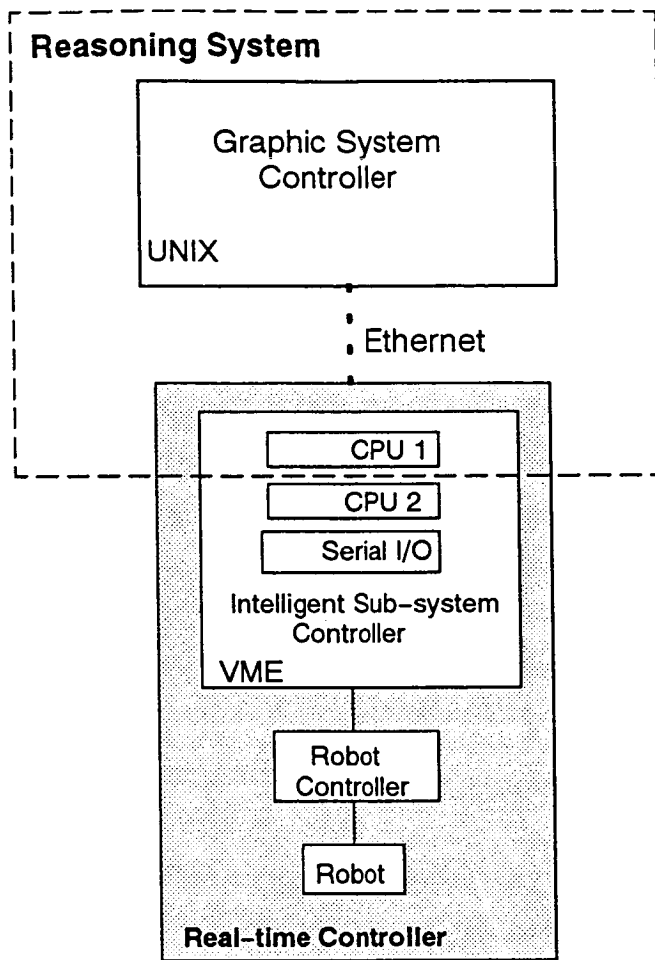 Reasoning System
Graphic System
Controller
UNIX
Ethernet
CPU 1
CPU 2
Serial I/O
Intelligent Sub-system
Controller
VME
Robot
Controller
Robot
Real-time Controller